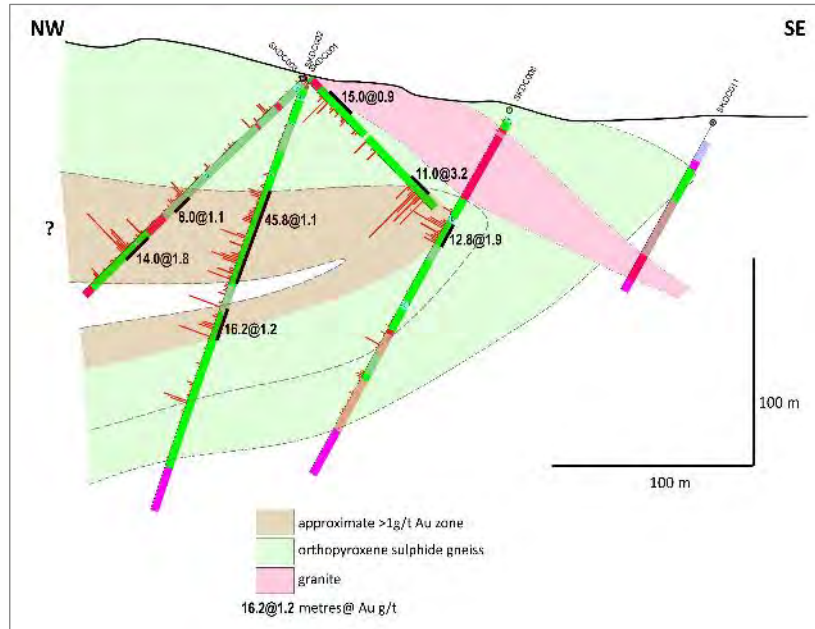 NW
SE
SKDC002
SKDC011
15.0@0.9
11.0@3.2
8.0@1.1
45.8@1.1
12.8@1.9
?
14.0@1.8
16.2@1.2
100 m
100 m
approximate >1g/t Au zone
orthopyroxene sulphide gneiss
granite
16.2@1.2 metres@ Au g/t